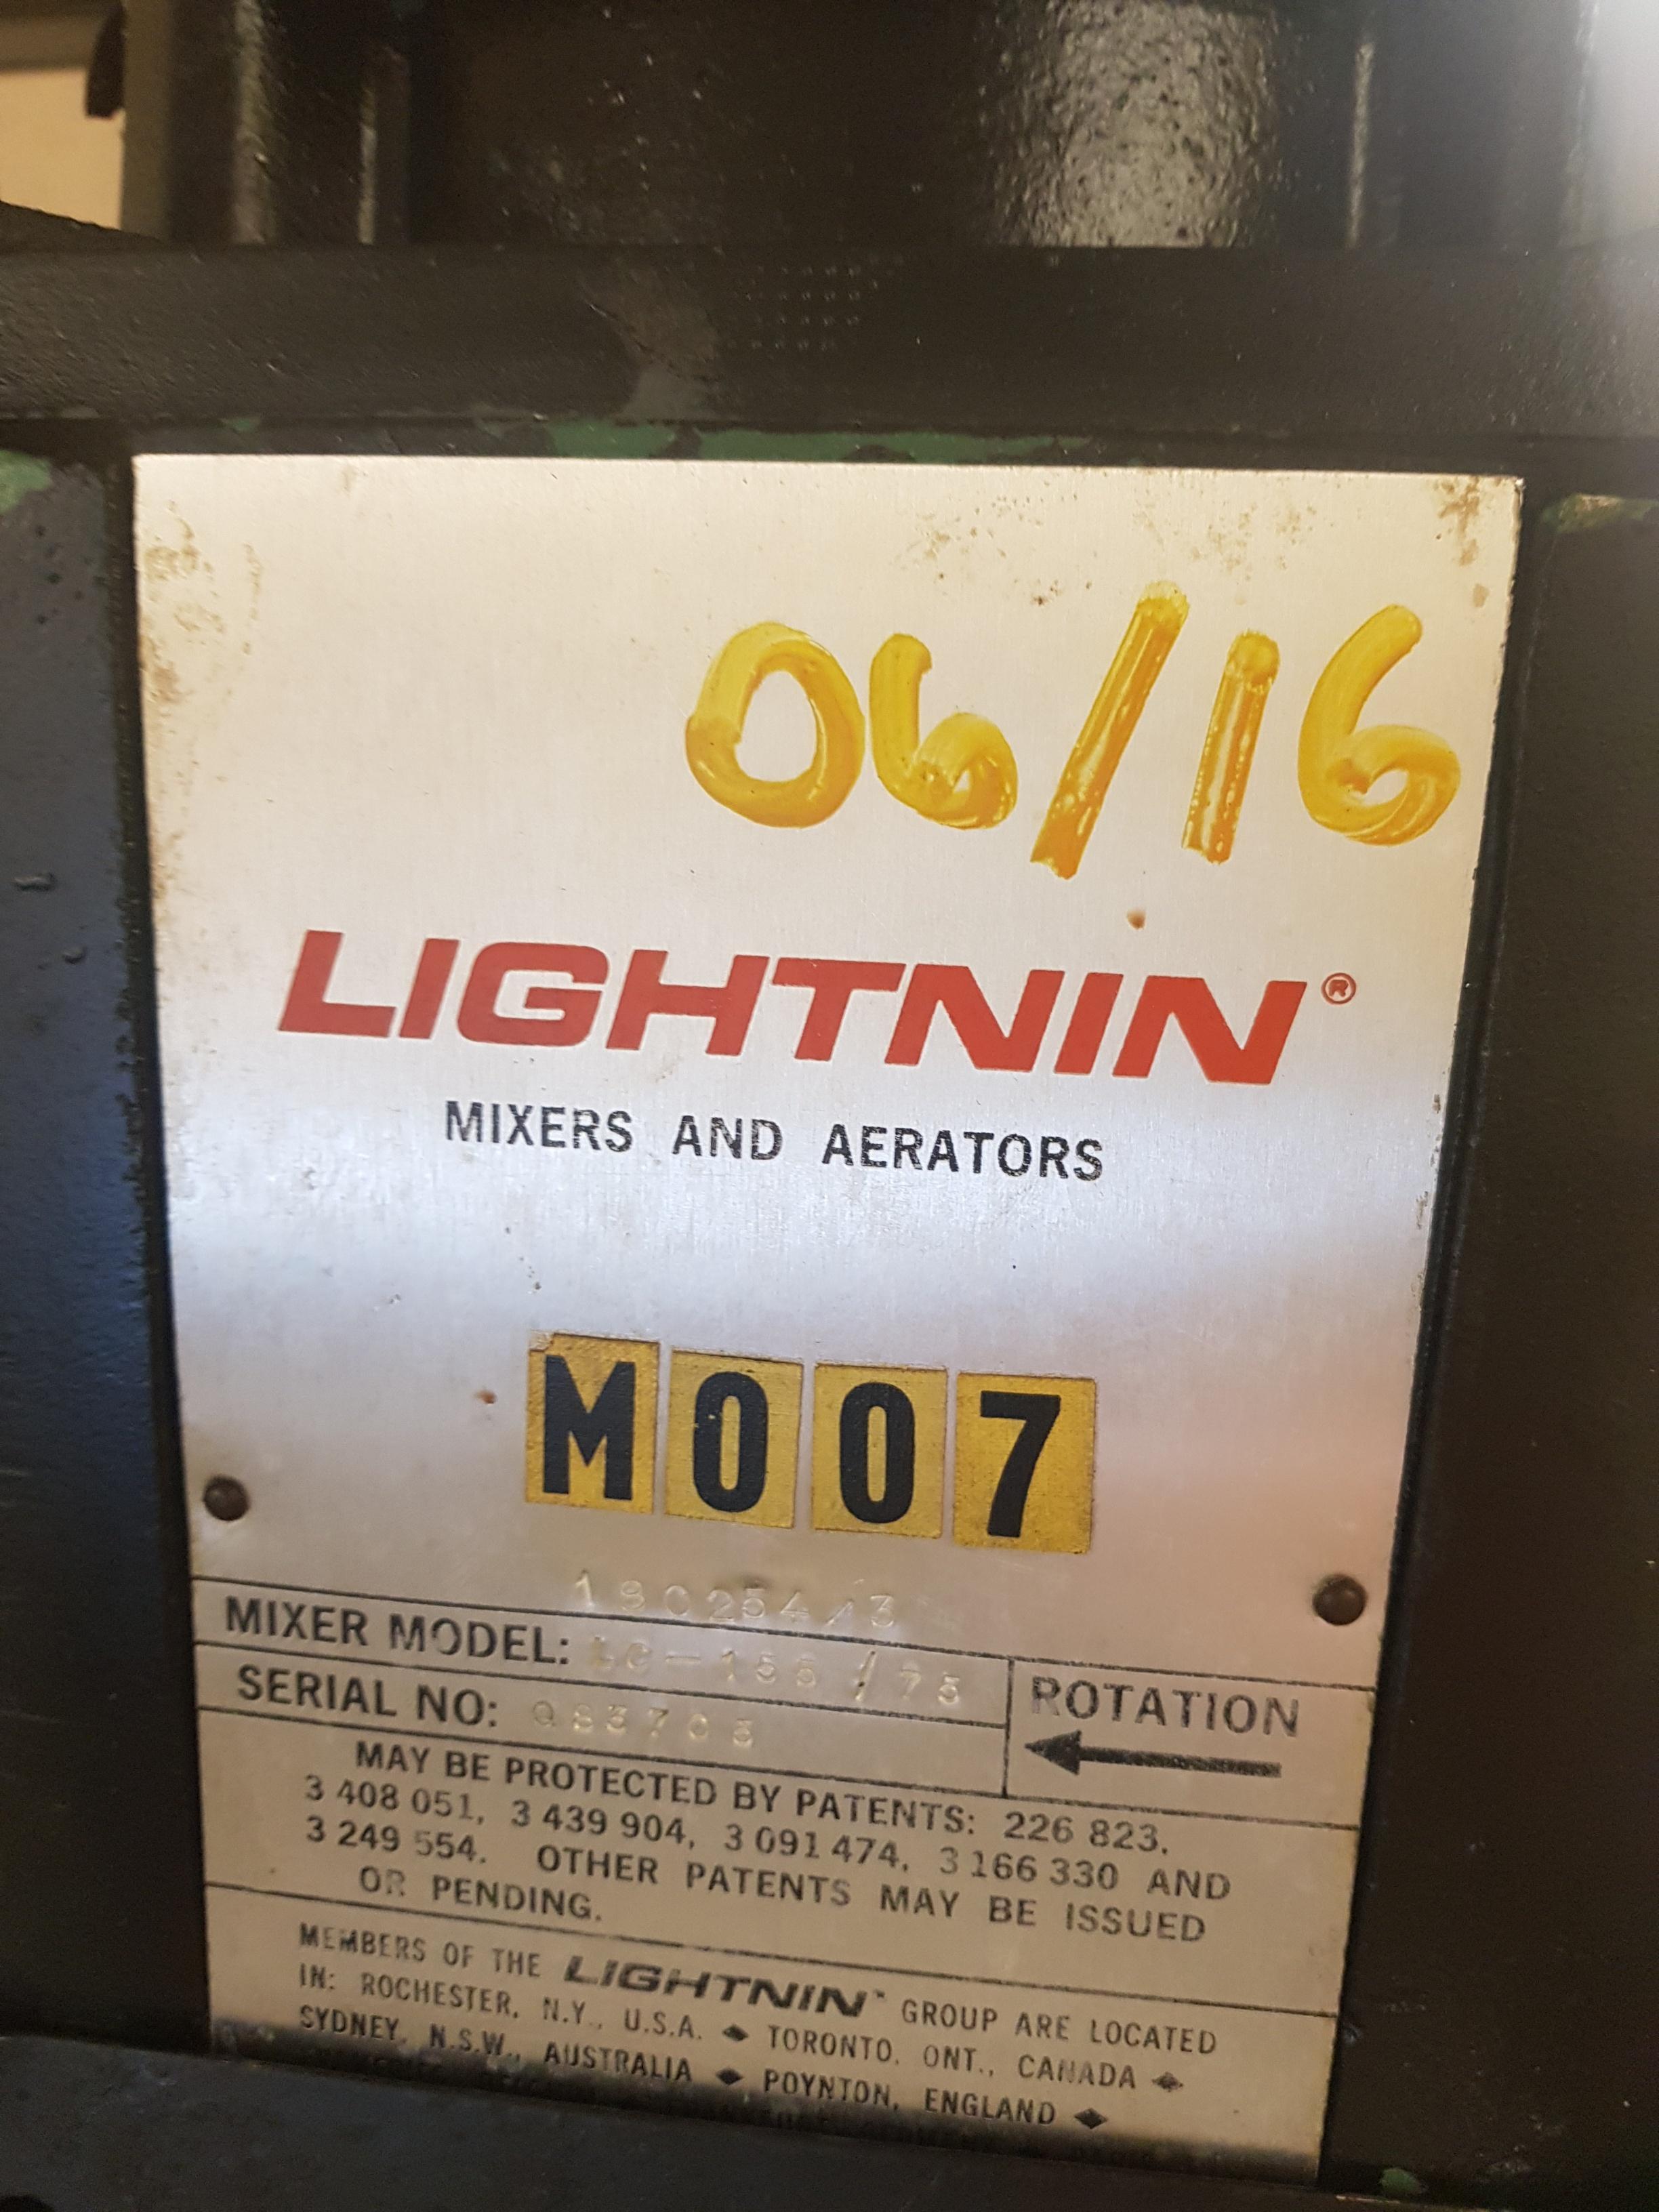 06/16
LIGHTNIN®
MIXERS AND AERATORS
M007
180254/3
MIXER MODEL:
ROTATION
SERIAL NO:
MAY BE PROTECTED BY PATENTS: 226 823,
3 408 051, 3 439 904, 3 091 474, 3 166 330 AND
3 249 554. OTHER PATENTS MAY BE ISSUED
OR PENDING.
MEMBERS OF THE LIGHTNIN™ GROUP ARE LOCATED
IN: ROCHESTER, N.Y., U.S.A. ◆ TORONTO, ONT., CANADA ◆
SYDNEY, N.S.W., AUSTRALIA ◆ POYNTON, ENGLAND ◆